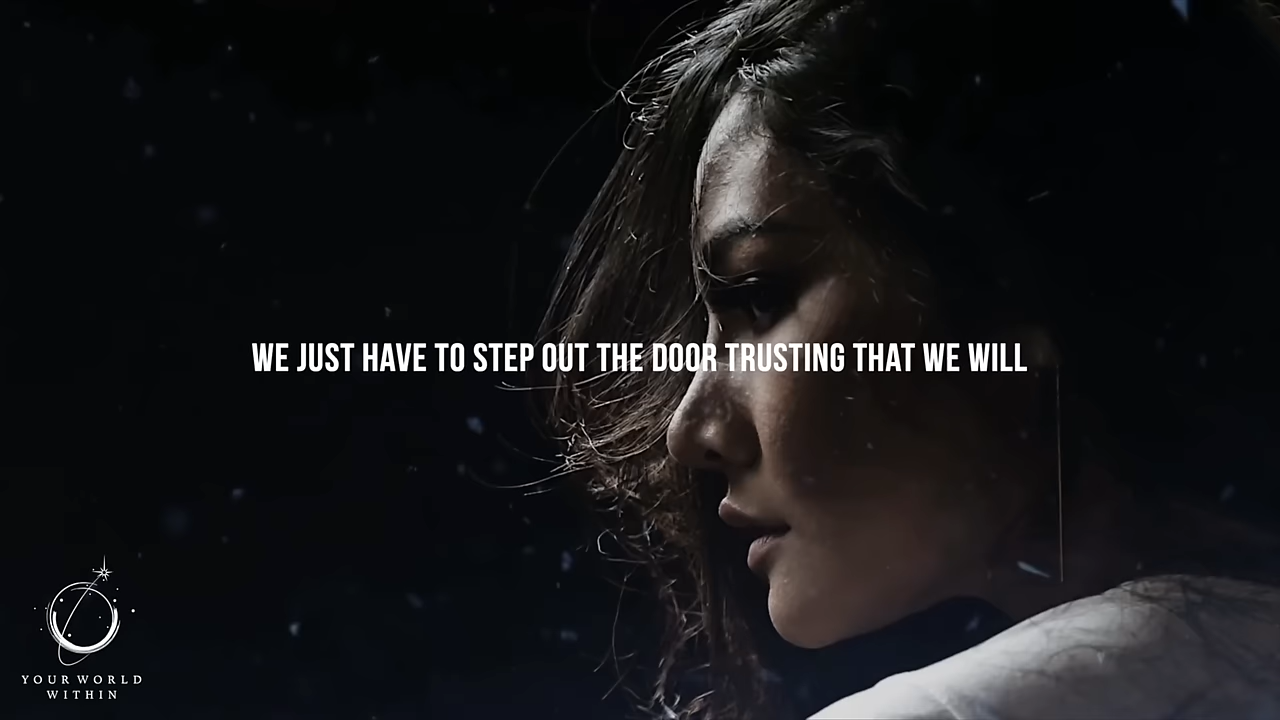 WE JUST HAVE TO STEP OUT THE DOOR TRUSTING THAT WE WILL
YOUR WORLD
WITHIN